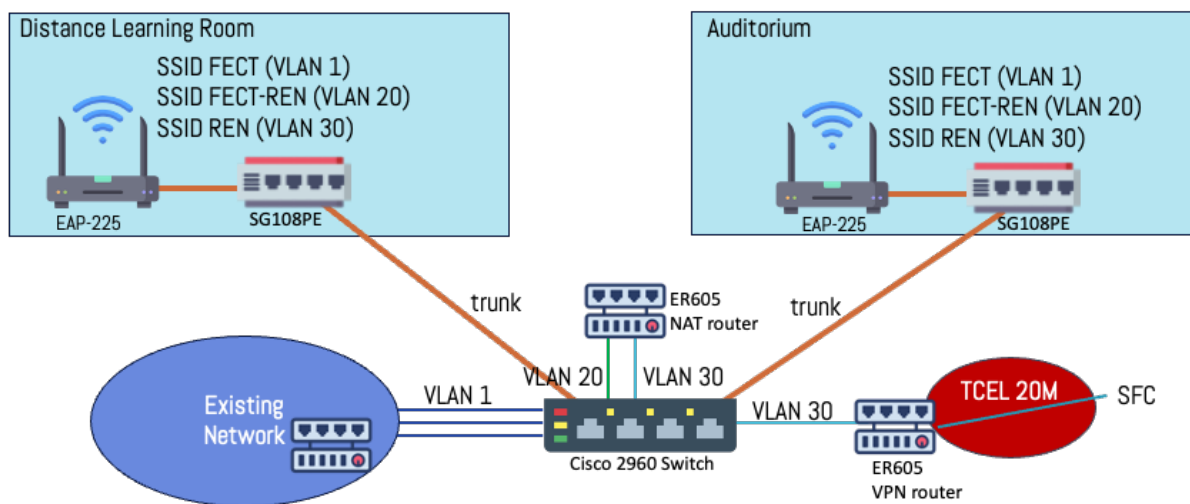 Distance Learning Room
SSID FECT (VLAN 1)
SSID FECT-REN (VLAN 20)
SSID REN (VLAN 30)
EAP-225
SG108PE
Auditorium
SSID FECT (VLAN 1)
SSID FECT-REN (VLAN 20)
SSID REN (VLAN 30)
EAP-225
SG108PE
trunk
ER605
NAT router
trunk
VLAN 20
VLAN 30
VLAN 1
Existing
Network
Cisco 2960 Switch
VLAN 30
TCEL 20M
SFC
ER605
VPN router